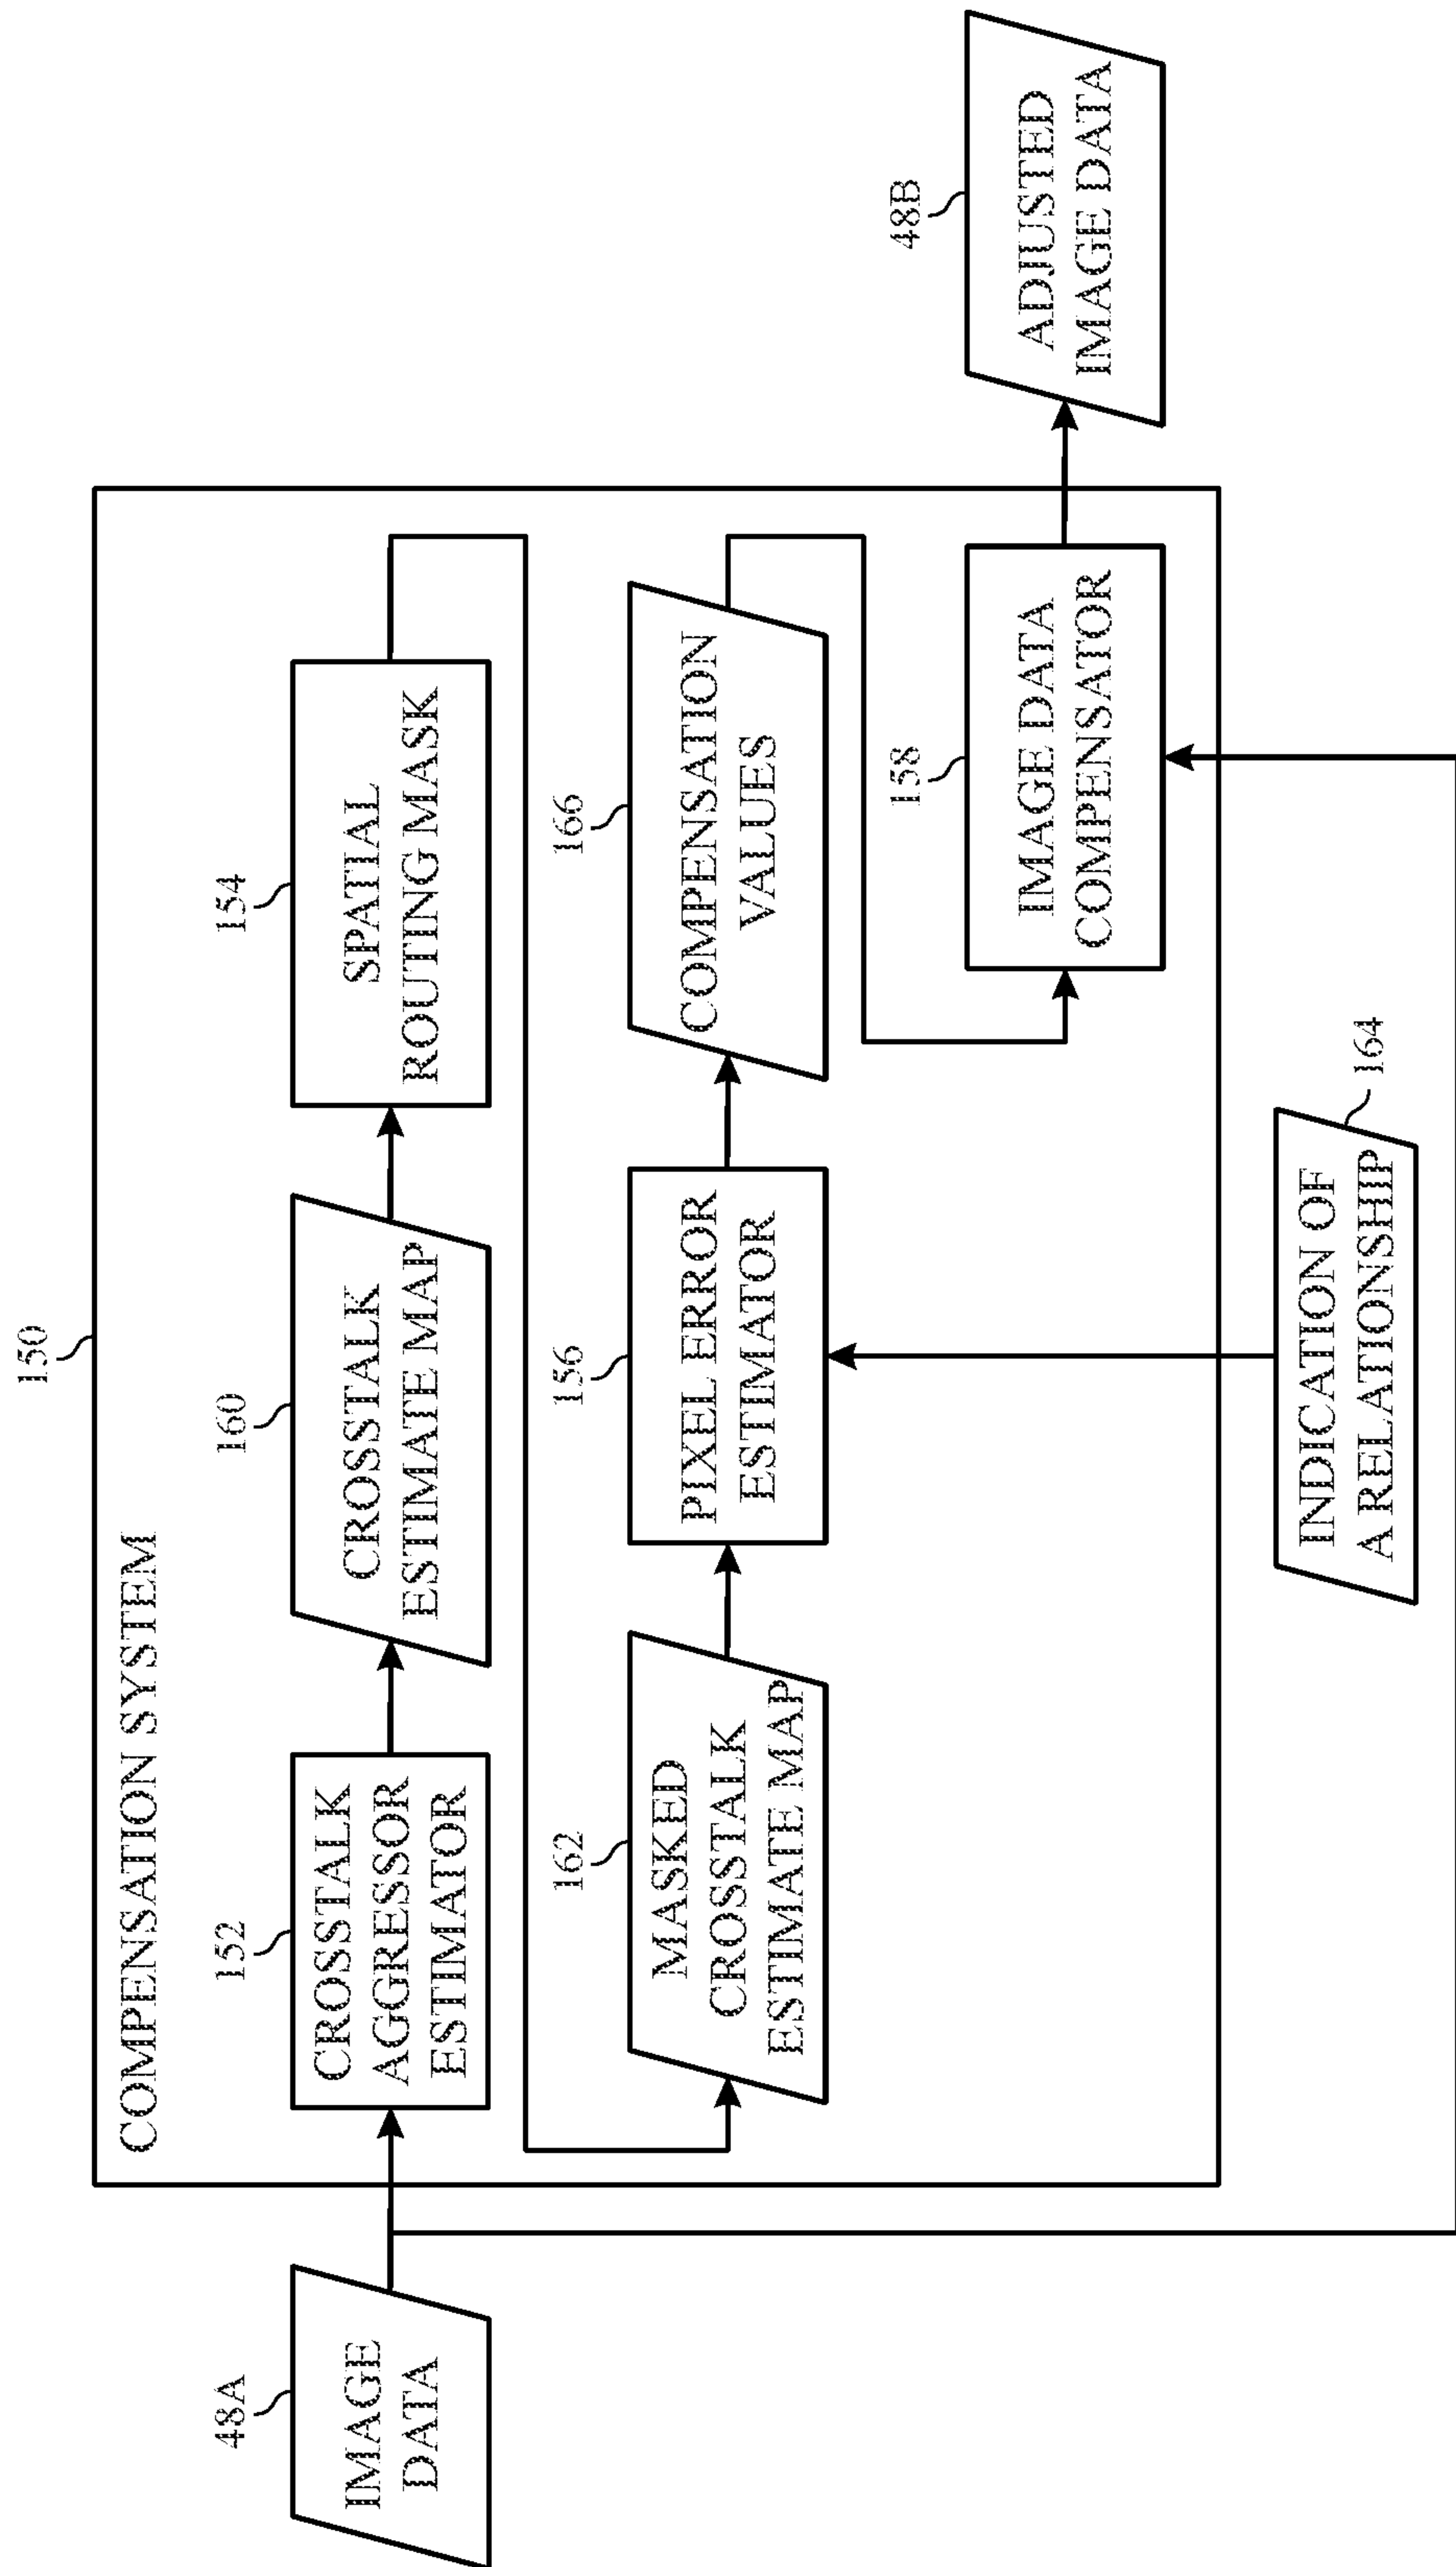 150
COMPENSATION SYSTEM
48A
IMAGE
DATA
152
CROSSTALK
AGGRESSOR
ESTIMATOR
160
CROSSTALK
ESTIMATE MAP
154
SPATIAL
ROUTING MASK
162
MASKED
CROSSTALK
ESTIMATE MAP
156
PIXEL ERROR
ESTIMATOR
166
COMPENSATION
VALUES
158
IMAGE DATA
COMPENSATOR
48B
ADJUSTED
IMAGE DATA
164
INDICATION OF
A RELATIONSHIP